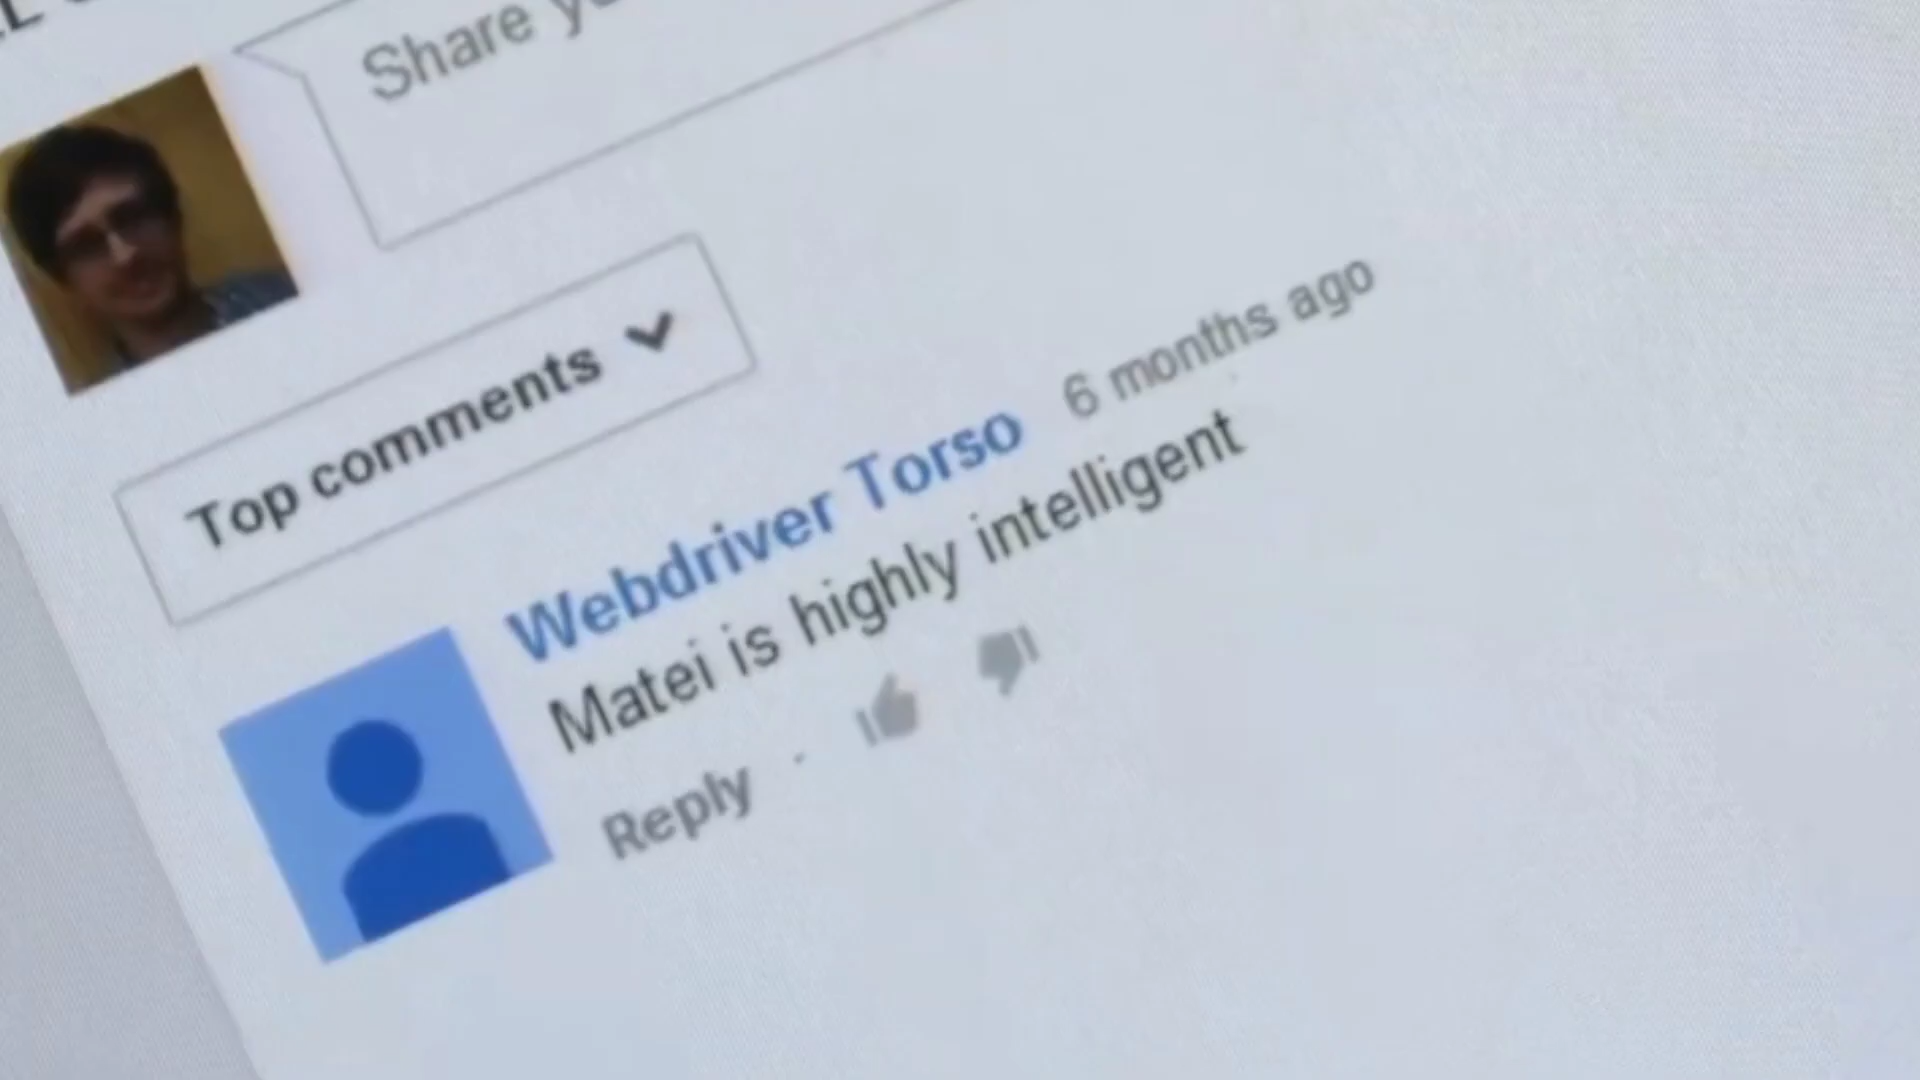 Share
Top comments
Webdriver Torso 6 months ago
Matei is highly intelligent
Reply